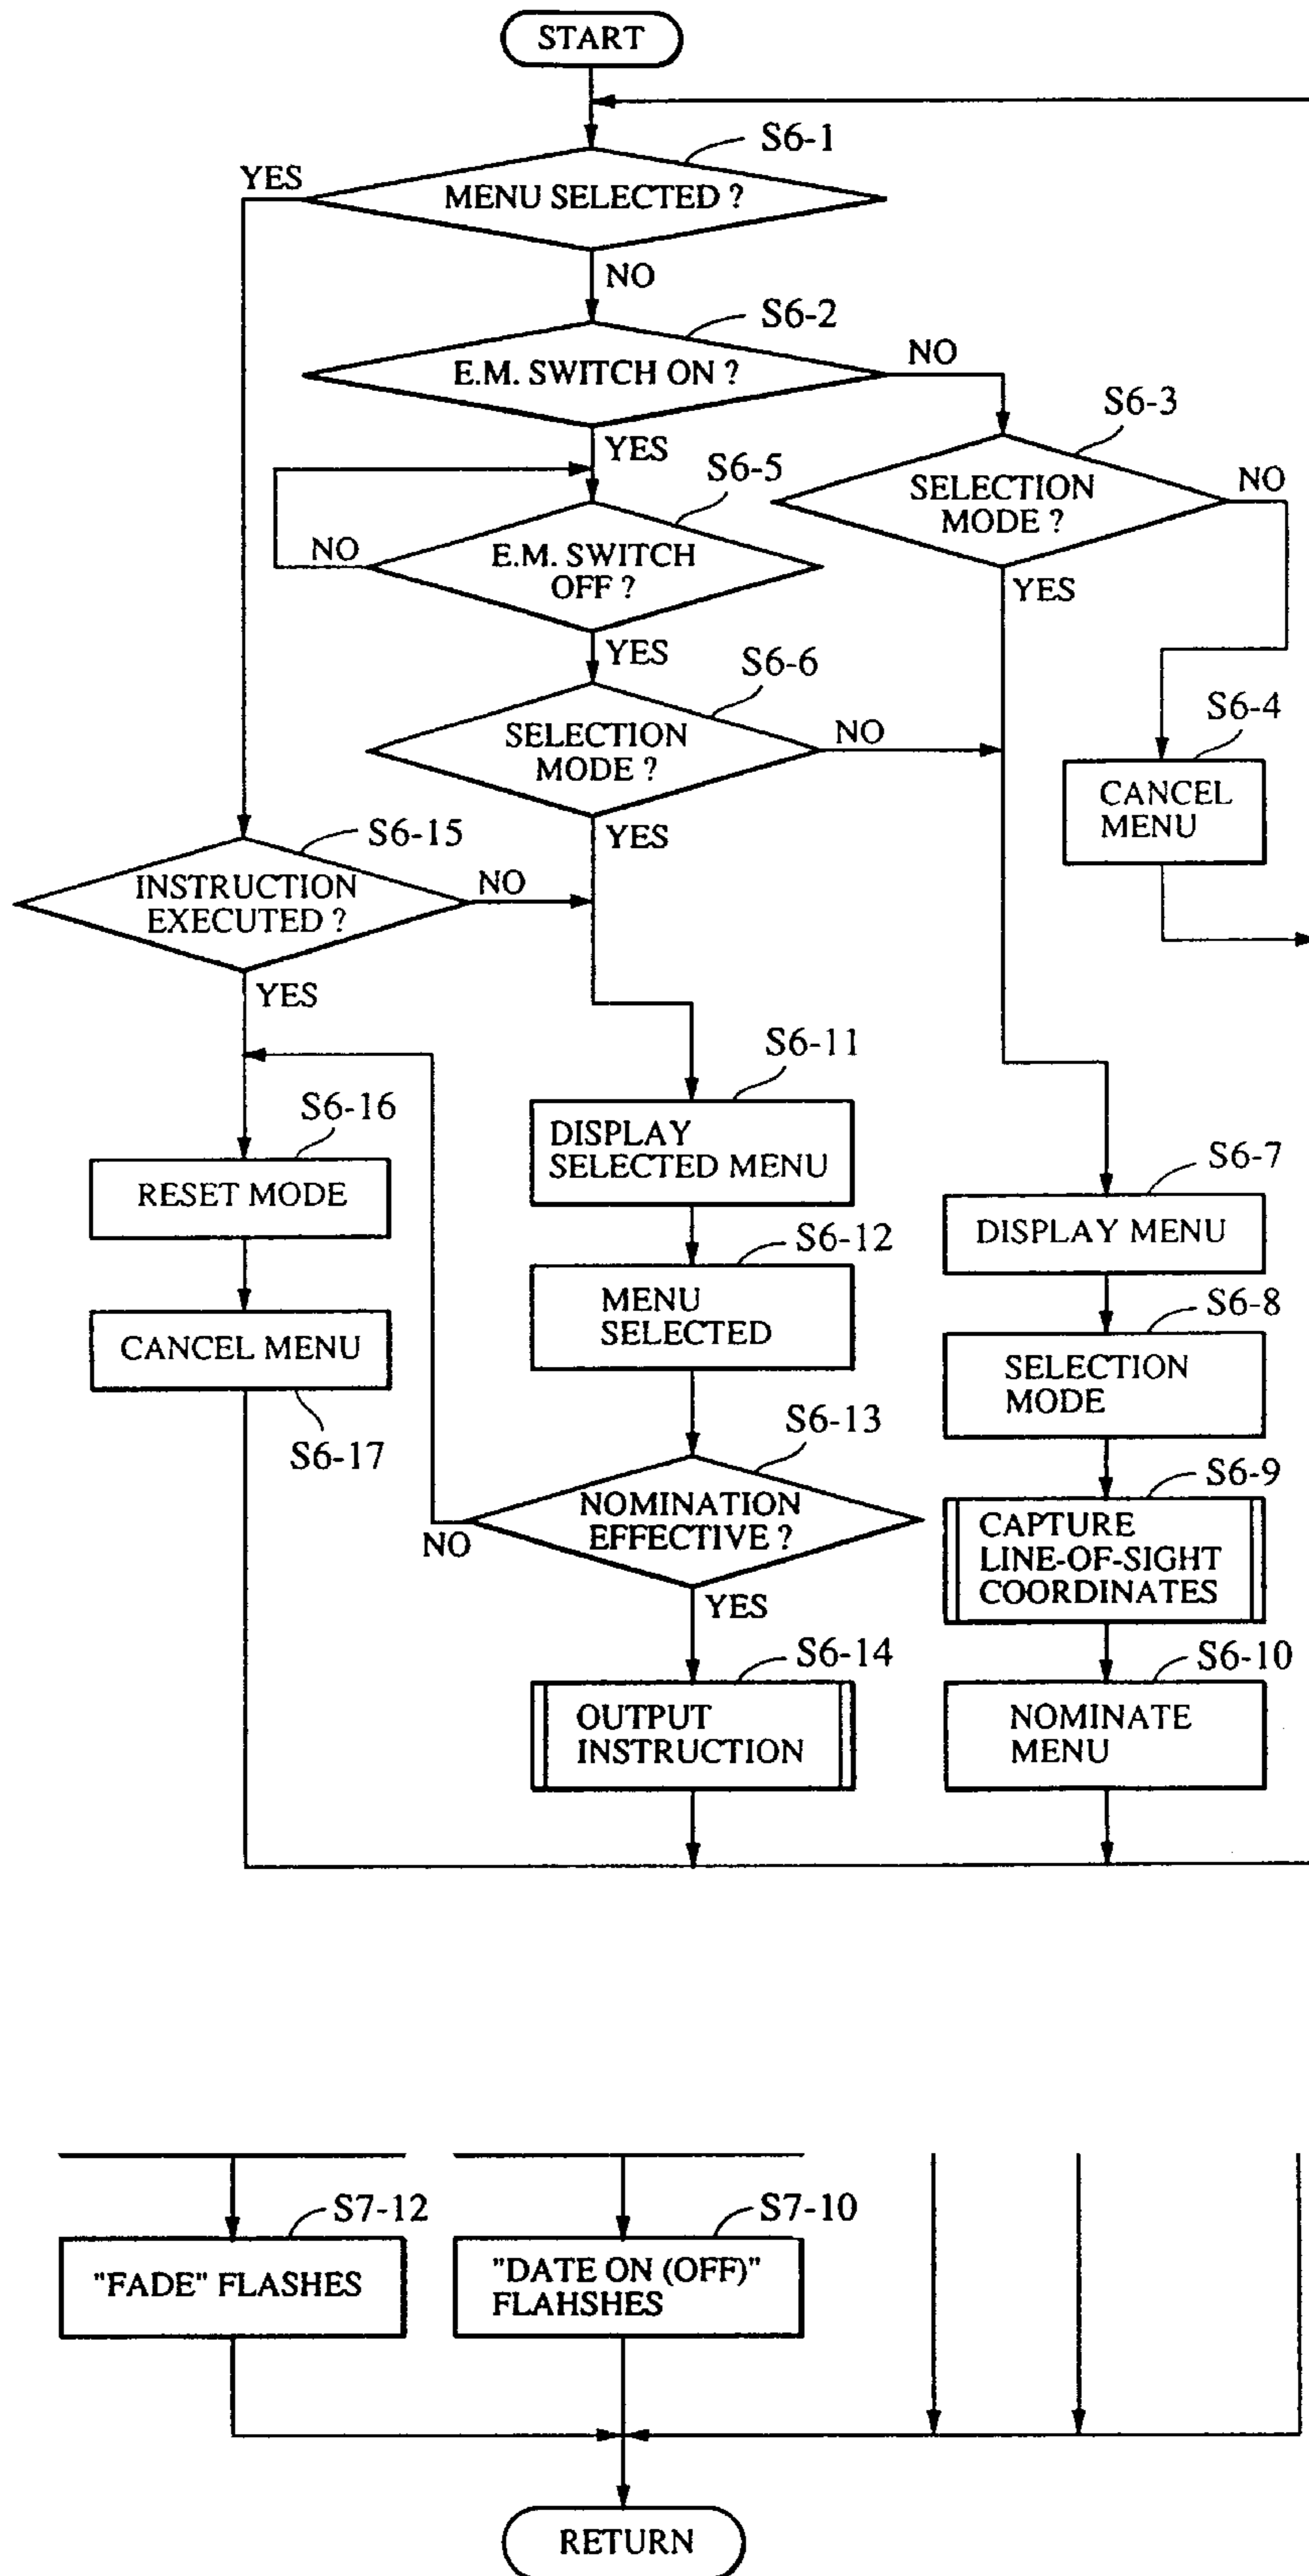 START
S6-1
YES
MENU SELECTED ?
NO
S6-2
E.M. SWITCH ON ?
NO
YES
S6-3
SELECTION
MODE ?
NO
YES
S6-5
E.M. SWITCH
OFF ?
NO
YES
S6-6
SELECTION
MODE ?
NO
YES
S6-4
CANCEL
MENU
S6-15
INSTRUCTION
EXECUTED ?
NO
YES
S6-11
DISPLAY
SELECTED MENU
S6-16
RESET MODE
S6-7
DISPLAY MENU
S6-12
MENU
SELECTED
CANCEL MENU
S6-17
S6-8
SELECTION
MODE
S6-13
NOMINATION
EFFECTIVE ?
NO
YES
S6-9
CAPTURE
LINE-OF-SIGHT
COORDINATES
S6-14
OUTPUT
INSTRUCTION
S6-10
NOMINATE
MENU
S7-12
"FADE" FLASHES
S7-10
"DATE ON (OFF)"
FLAHSHES
RETURN